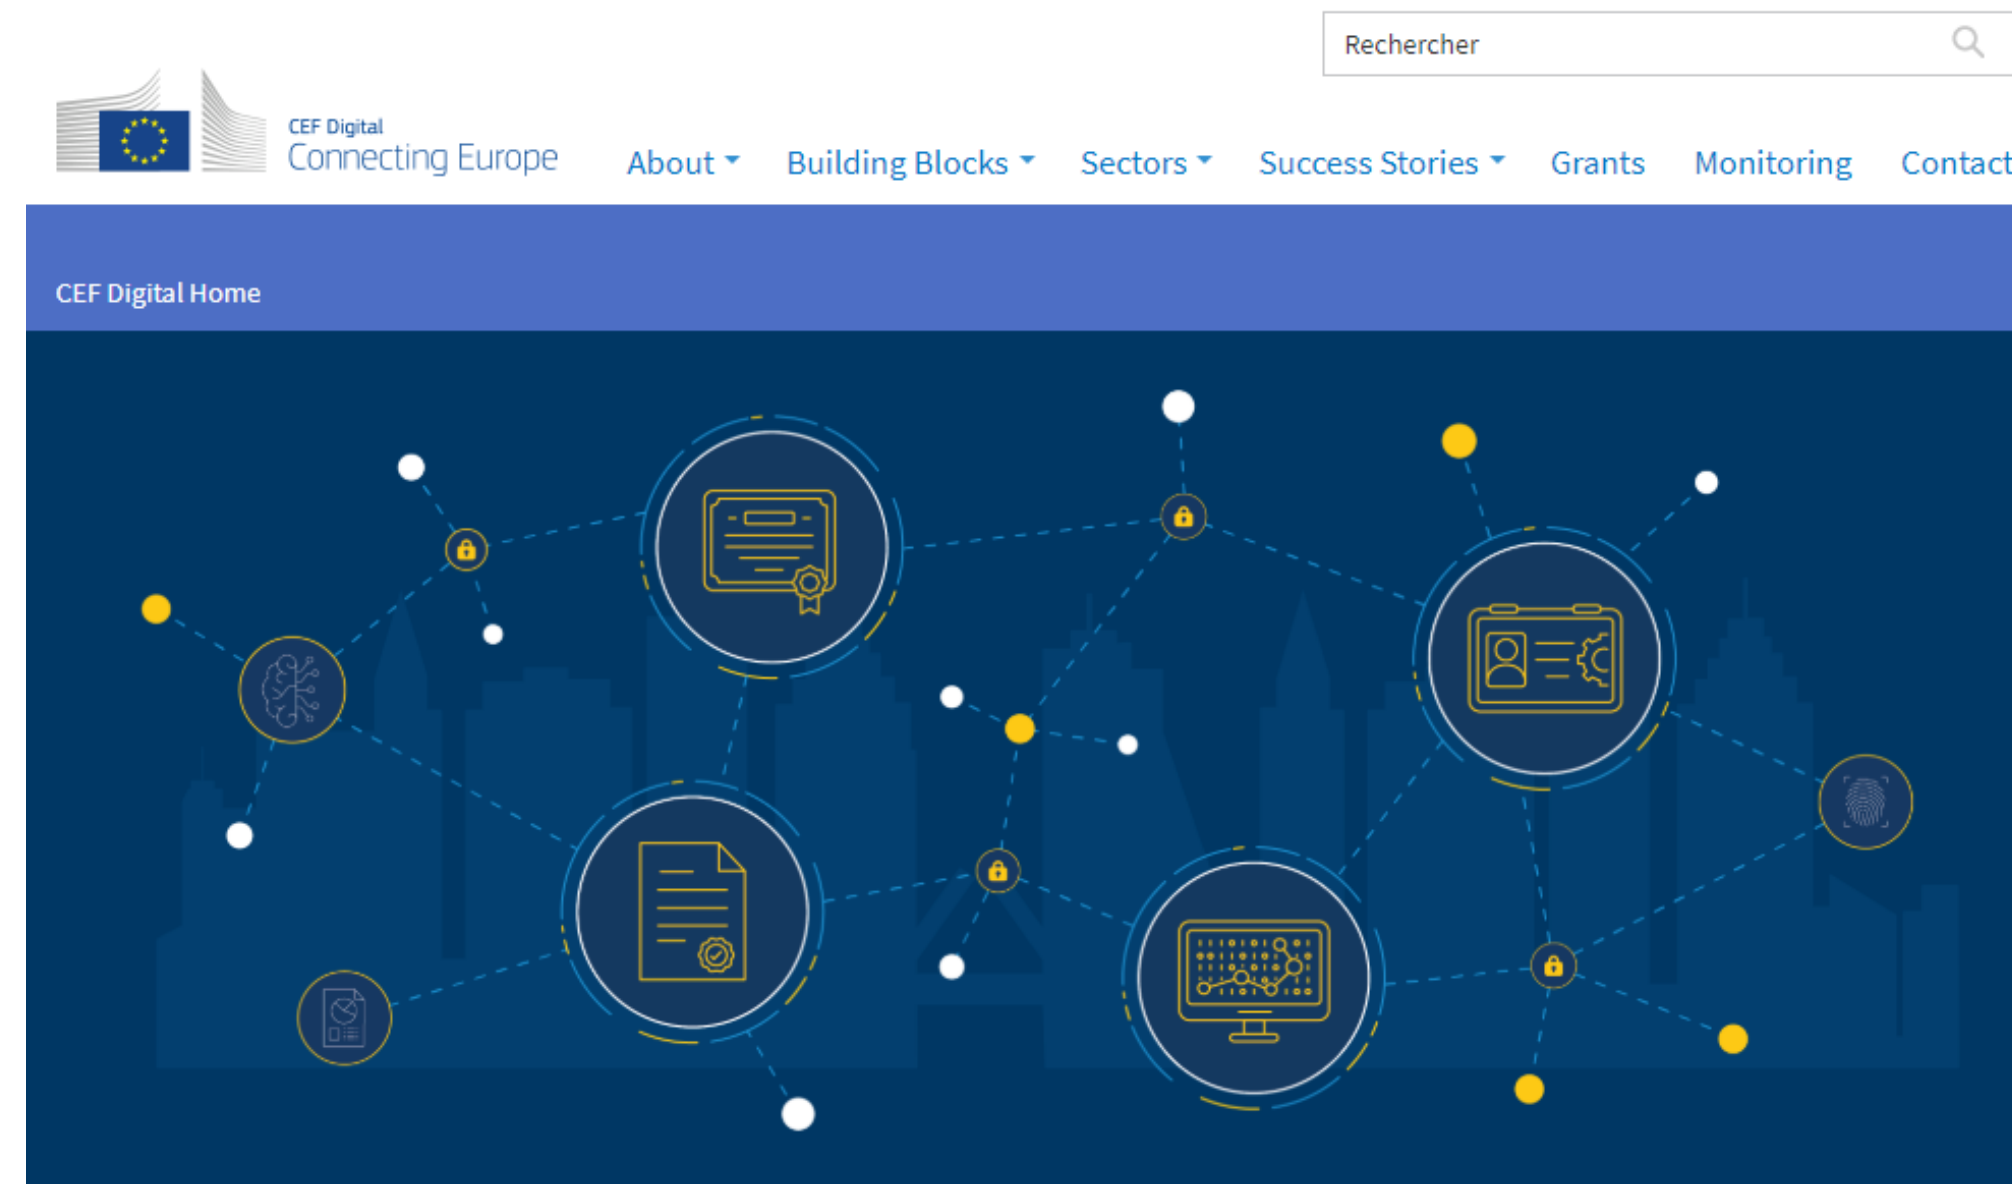 Rechercher
CEF Digital
Connecting Europe
About
Building Blocks
Sectors
Success Stories
Grants
Monitoring
Contact
CEF Digital Home